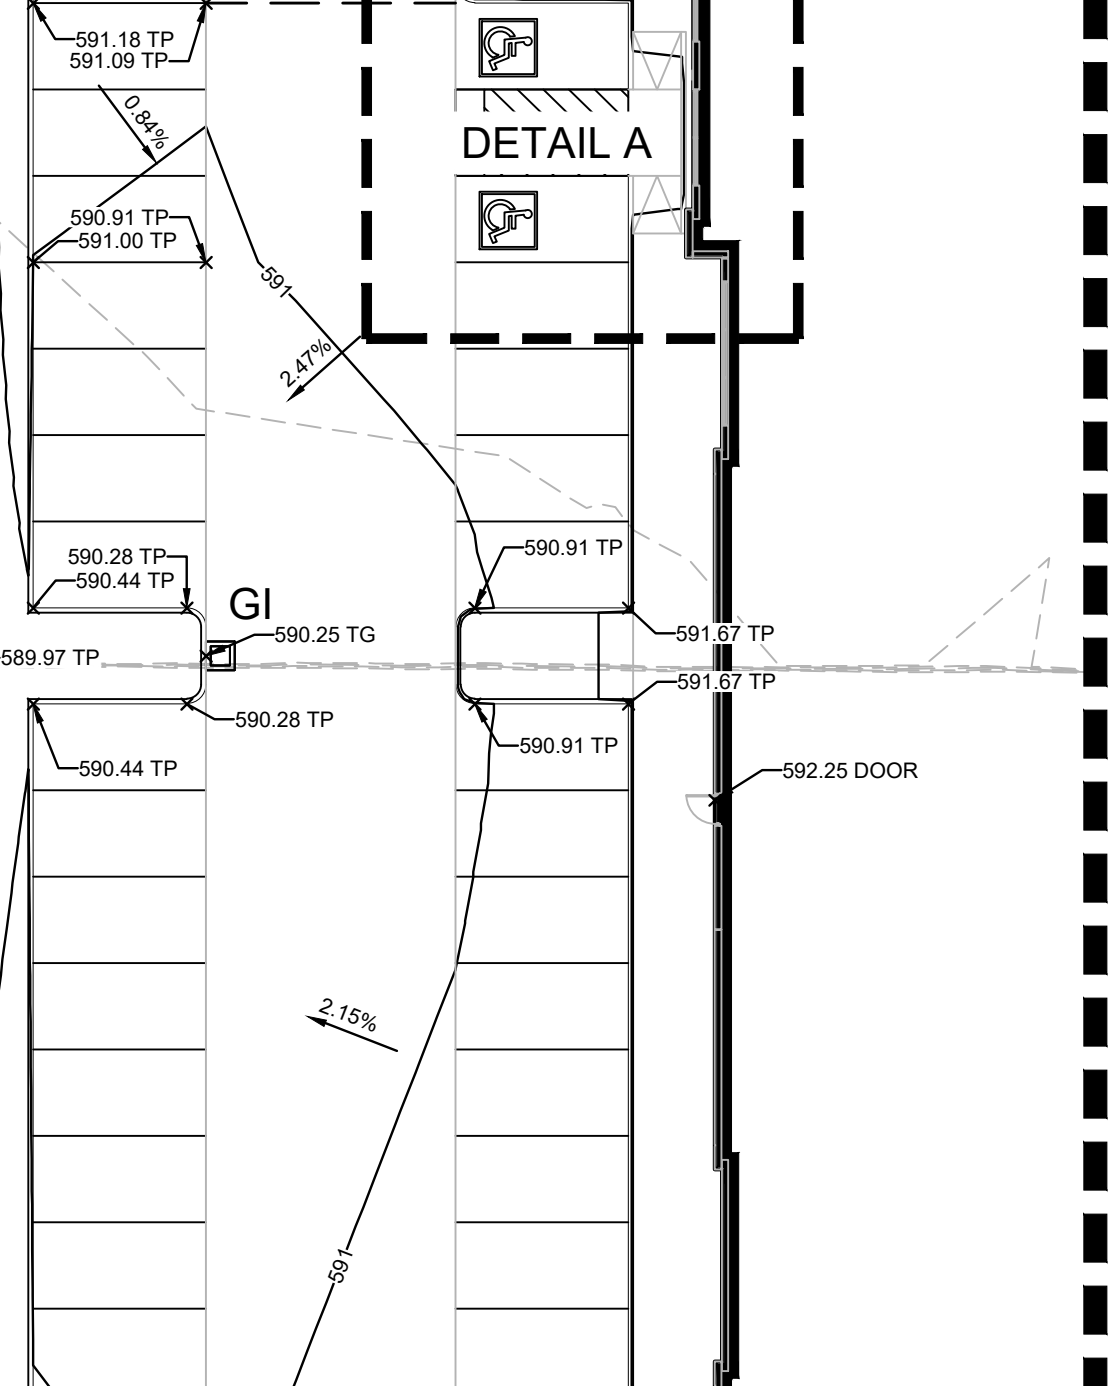 591.18 TP
591.09 TP
0.84%
DETAIL A
590.91 TP
591.00 TP
591
2.47%
590.91 TP
590.28 TP
590.44 TP
GI
590.25 TG
591.67 TP
589.97 TP
591.67 TP
590.28 TP
590.91 TP
590.44 TP
592.25 DOOR
2.15%
591